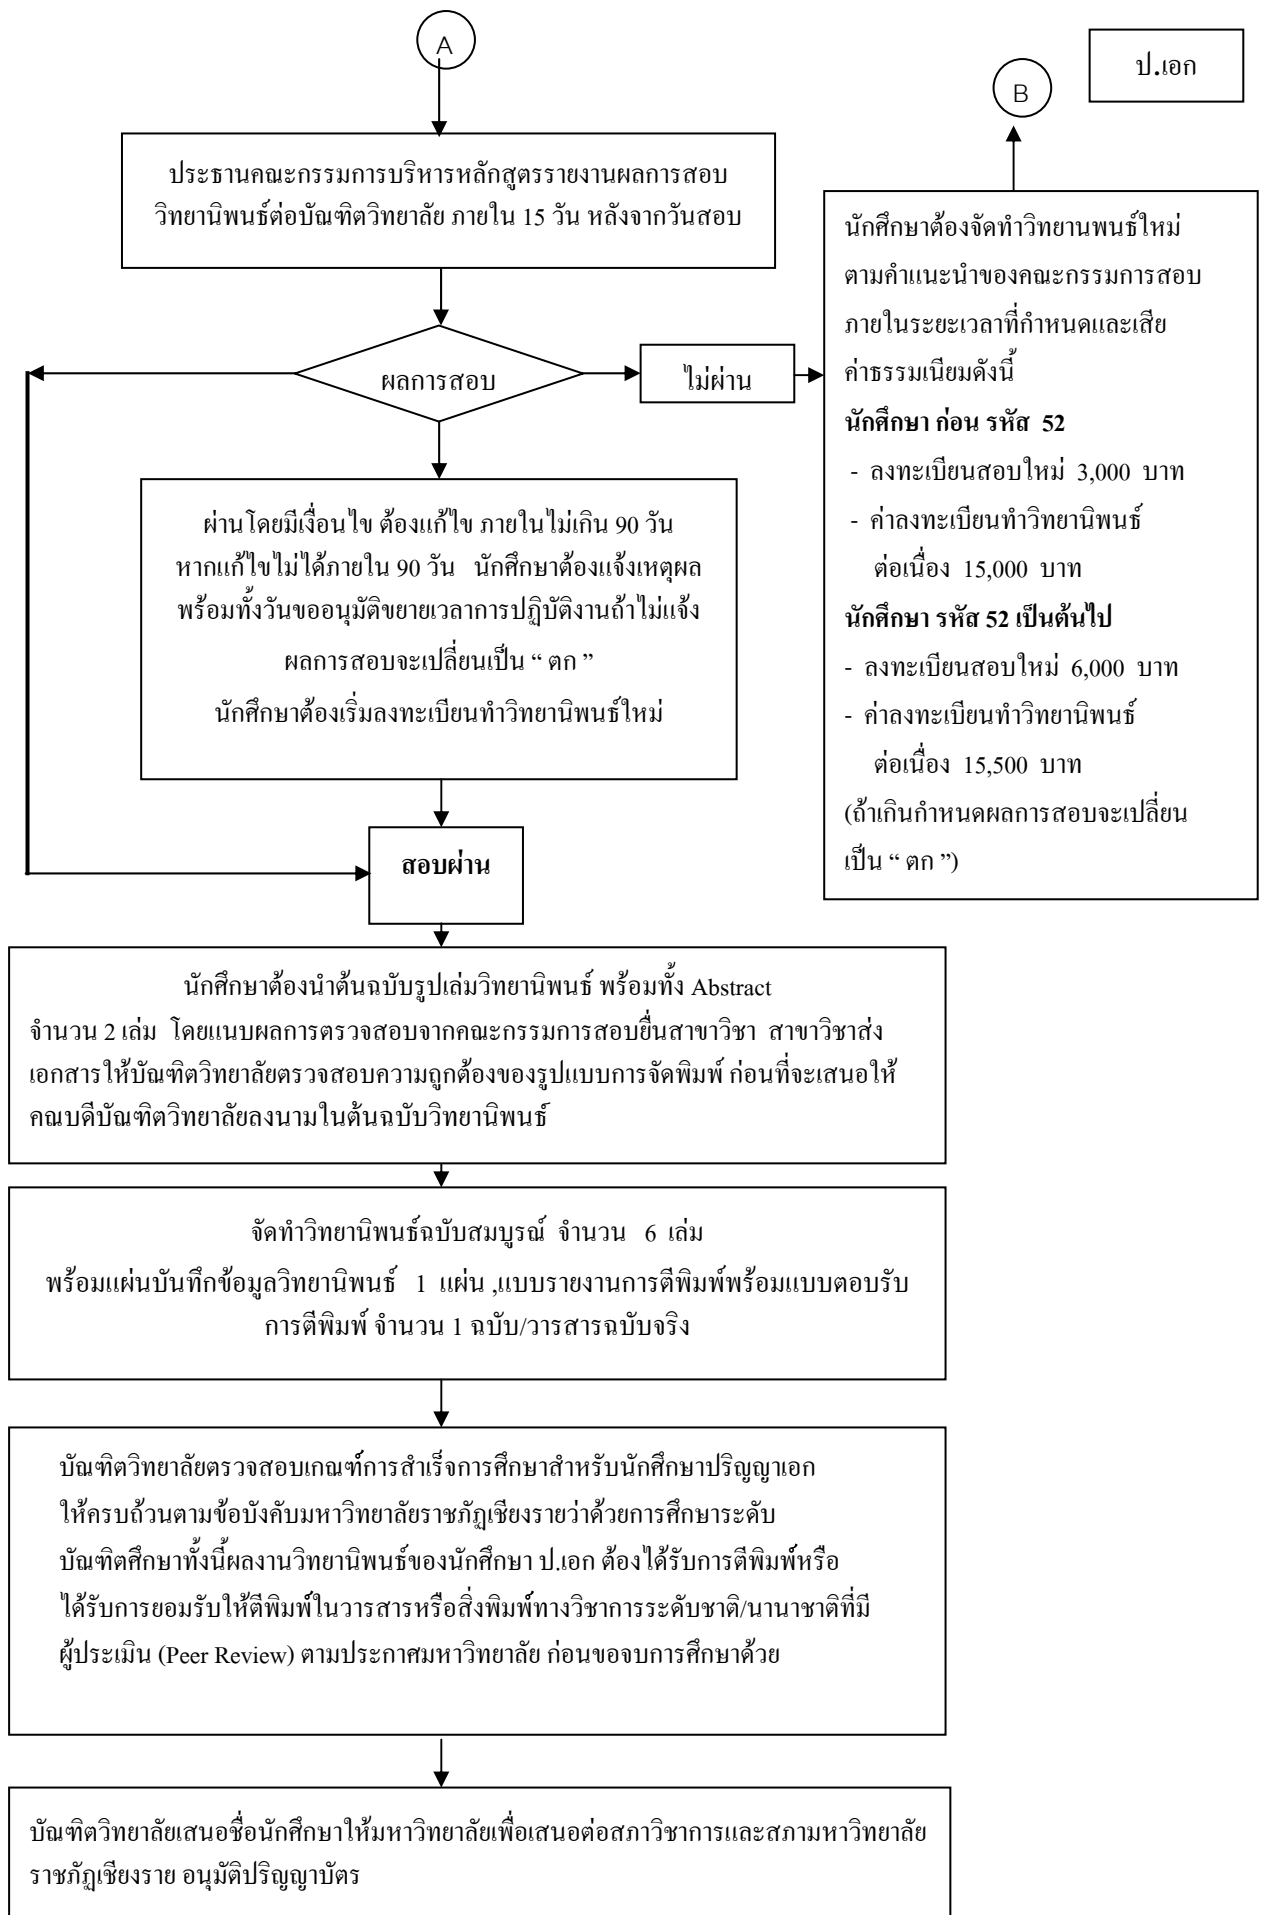 A
ป.เอก
B
ประธานคณะกรรมการบริหารหลักสูตรรายงานผลการสอบ
วิทยานิพนธ์ต่อบัณฑิตวิทยาลัย ภายใน 15 วัน หลังจากวันสอบ
ผลการสอบ
ไม่ผ่าน
นักศึกษาต้องจัดทำวิทยานพนธ์ใหม่
ตามคำแนะนำของคณะกรรมการสอบ
ภายในระยะเวลาที่กำหนดและเสีย
ค่าธรรมเนียมดังนี้
นักศึกษา ก่อน รหัส 52
- ลงทะเบียนสอบใหม่ 3,000 บาท
- ค่าลงทะเบียนทำวิทยานิพนธ์
ต่อเนื่อง 15,000 บาท
นักศึกษา รหัส 52 เป็นต้นไป
- ลงทะเบียนสอบใหม่ 6,000 บาท
- ค่าลงทะเบียนทำวิทยานิพนธ์
ต่อเนื่อง 15,500 บาท
(ถ้าเกินกำหนดผลการสอบจะเปลี่ยน
เป็น “ ตก ”)
ผ่านโดยมีเงื่อนไข ต้องแก้ไข ภายในไม่เกิน 90 วัน
หากแก้ไขไม่ได้ภายใน 90 วัน นักศึกษาต้องแจ้งเหตุผล
พร้อมทั้งวันขออนุมัติขยายเวลาการปฏิบัติงานถ้าไม่แจ้ง
ผลการสอบจะเปลี่ยนเป็น “ ตก ”
นักศึกษาต้องเริ่มลงทะเบียนทำวิทยานิพนธ์ใหม่
สอบผ่าน
นักศึกษาต้องนำต้นฉบับรูปเล่มวิทยานิพนธ์ พร้อมทั้ง Abstract
จำนวน 2 เล่ม โดยแนบผลการตรวจสอบจากคณะกรรมการสอบยื่นสาขาวิชา สาขาวิชาส่ง
เอกสารให้บัณฑิตวิทยาลัยตรวจสอบความถูกต้องของรูปแบบการจัดพิมพ์ ก่อนที่จะเสนอให้
คณบดีบัณฑิตวิทยาลัยลงนามในต้นฉบับวิทยานิพนธ์
จัดทำวิทยานิพนธ์ฉบับสมบูรณ์ จำนวน 6 เล่ม
พร้อมแผ่นบันทึกข้อมูลวิทยานิพนธ์ 1 แผ่น ,แบบรายงานการตีพิมพ์พร้อมแบบตอบรับ
การตีพิมพ์ จำนวน 1 ฉบับ/วารสารฉบับจริง
บัณฑิตวิทยาลัยตรวจสอบเกณฑ์การสำเร็จการศึกษาสำหรับนักศึกษาปริญญาเอก
ให้ครบถ้วนตามข้อบังคับมหาวิทยาลัยราชภัฏเชียงรายว่าด้วยการศึกษาระดับ
บัณฑิตศึกษาทั้งนี้ผลงานวิทยานิพนธ์ของนักศึกษา ป.เอก ต้องได้รับการตีพิมพ์หรือ
ได้รับการยอมรับให้ตีพิมพ์ในวารสารหรือสิ่งพิมพ์ทางวิชาการระดับชาติ/นานาชาติที่มี
ผู้ประเมิน (Peer Review) ตามประกาศมหาวิทยาลัย ก่อนขอจบการศึกษาด้วย
บัณฑิตวิทยาลัยเสนอชื่อนักศึกษาให้มหาวิทยาลัยเพื่อเสนอต่อสภาวิชาการและสภามหาวิทยาลัย
ราชภัฏเชียงราย อนุมัติปริญญาบัตร